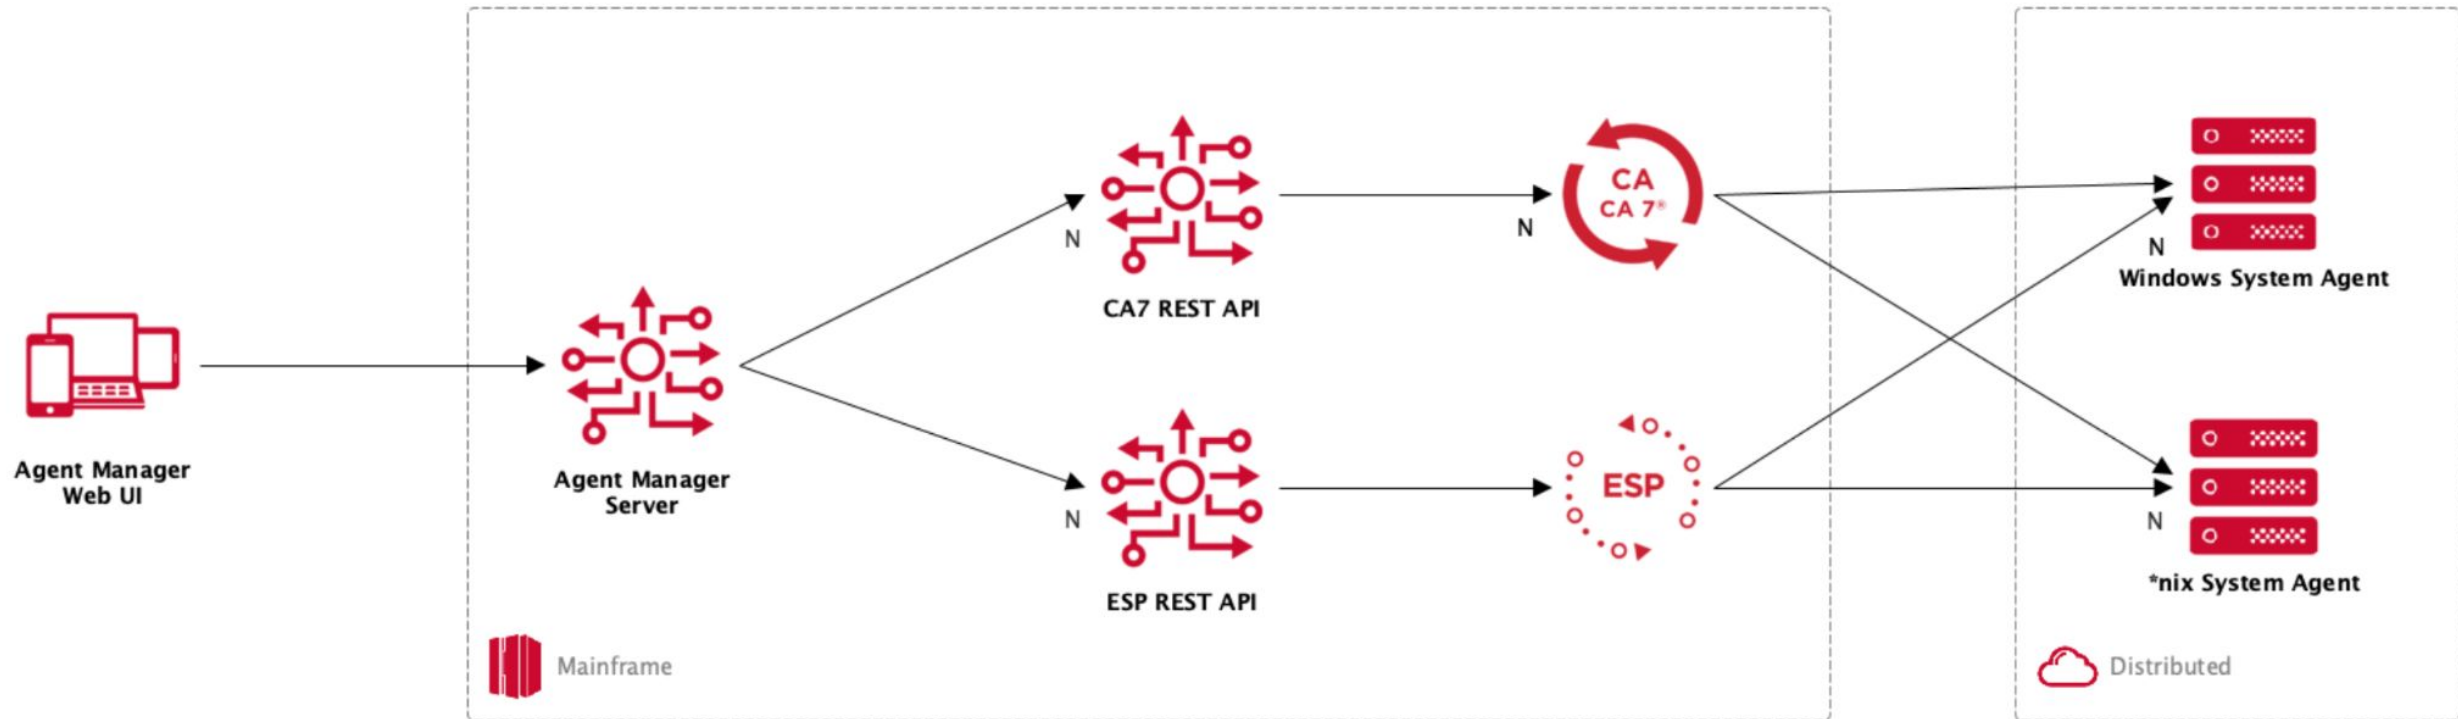 Agent Manager
Web UI
Agent Manager
Server
N
CA7 REST API
N
ESP REST API
N
CA
CA 7®
ESP
N
Windows System Agent
N
*nix System Agent
Mainframe
Distributed